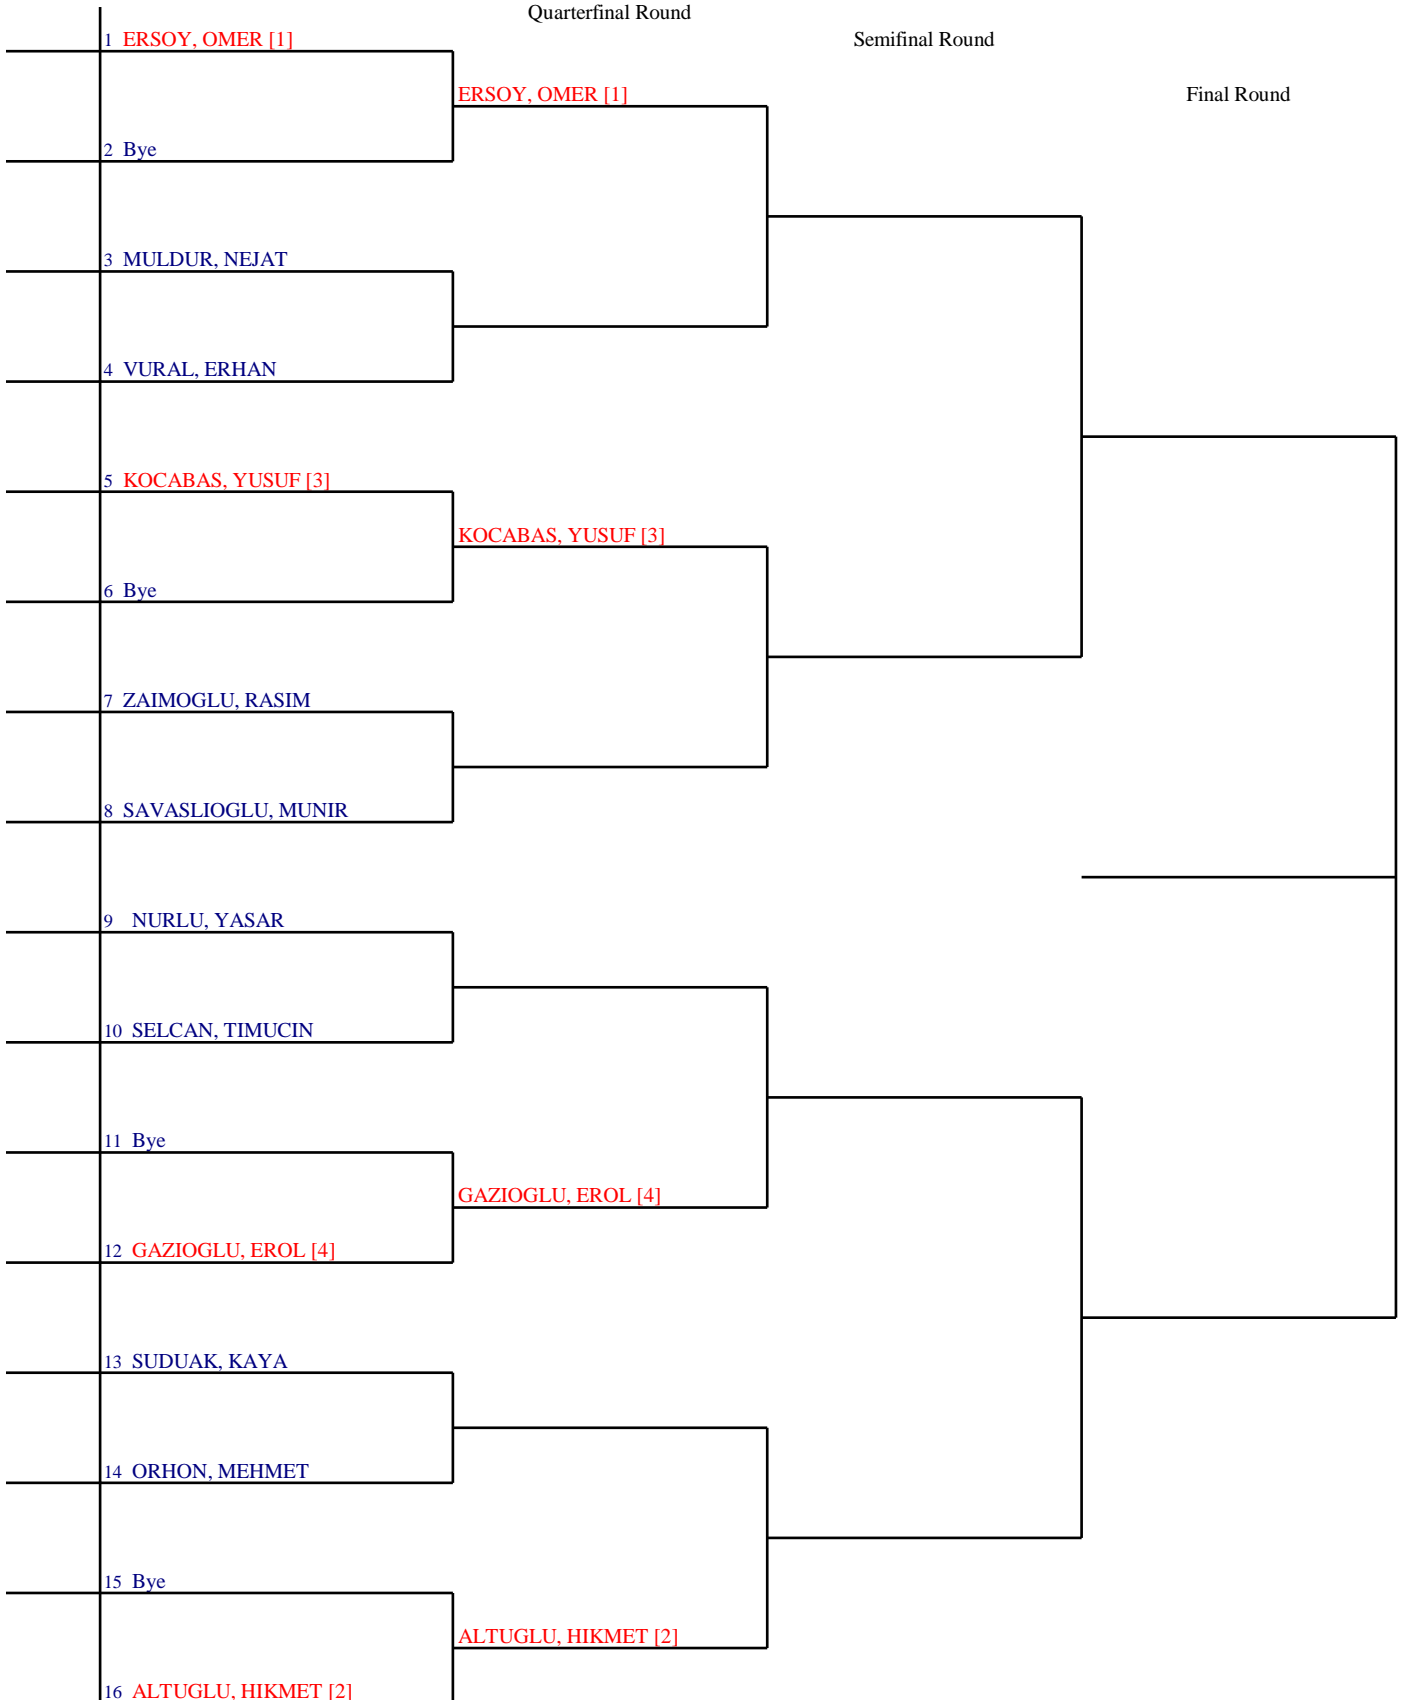 Quarterfinal Round
1 ERSOY, OMER [1]
Semifinal Round
ERSOY, OMER [1]
Final Round
2 Bye
3 MULDUR, NEJAT
4 VURAL, ERHAN
5 KOCABAS, YUSUF [3]
KOCABAS, YUSUF [3]
6 Bye
7 ZAIMOGLU, RASIM
8 SAVASLIOGLU, MUNIR
9 NURLU, YASAR
10 SELCAN, TIMUCIN
11 Bye
GAZIOGLU, EROL [4]
12 GAZIOGLU, EROL [4]
13 SUDUAK, KAYA
14 ORHON, MEHMET
15 Bye
ALTUGLU, HIKMET [2]
16 ALTUGLU, HIKMET [2]